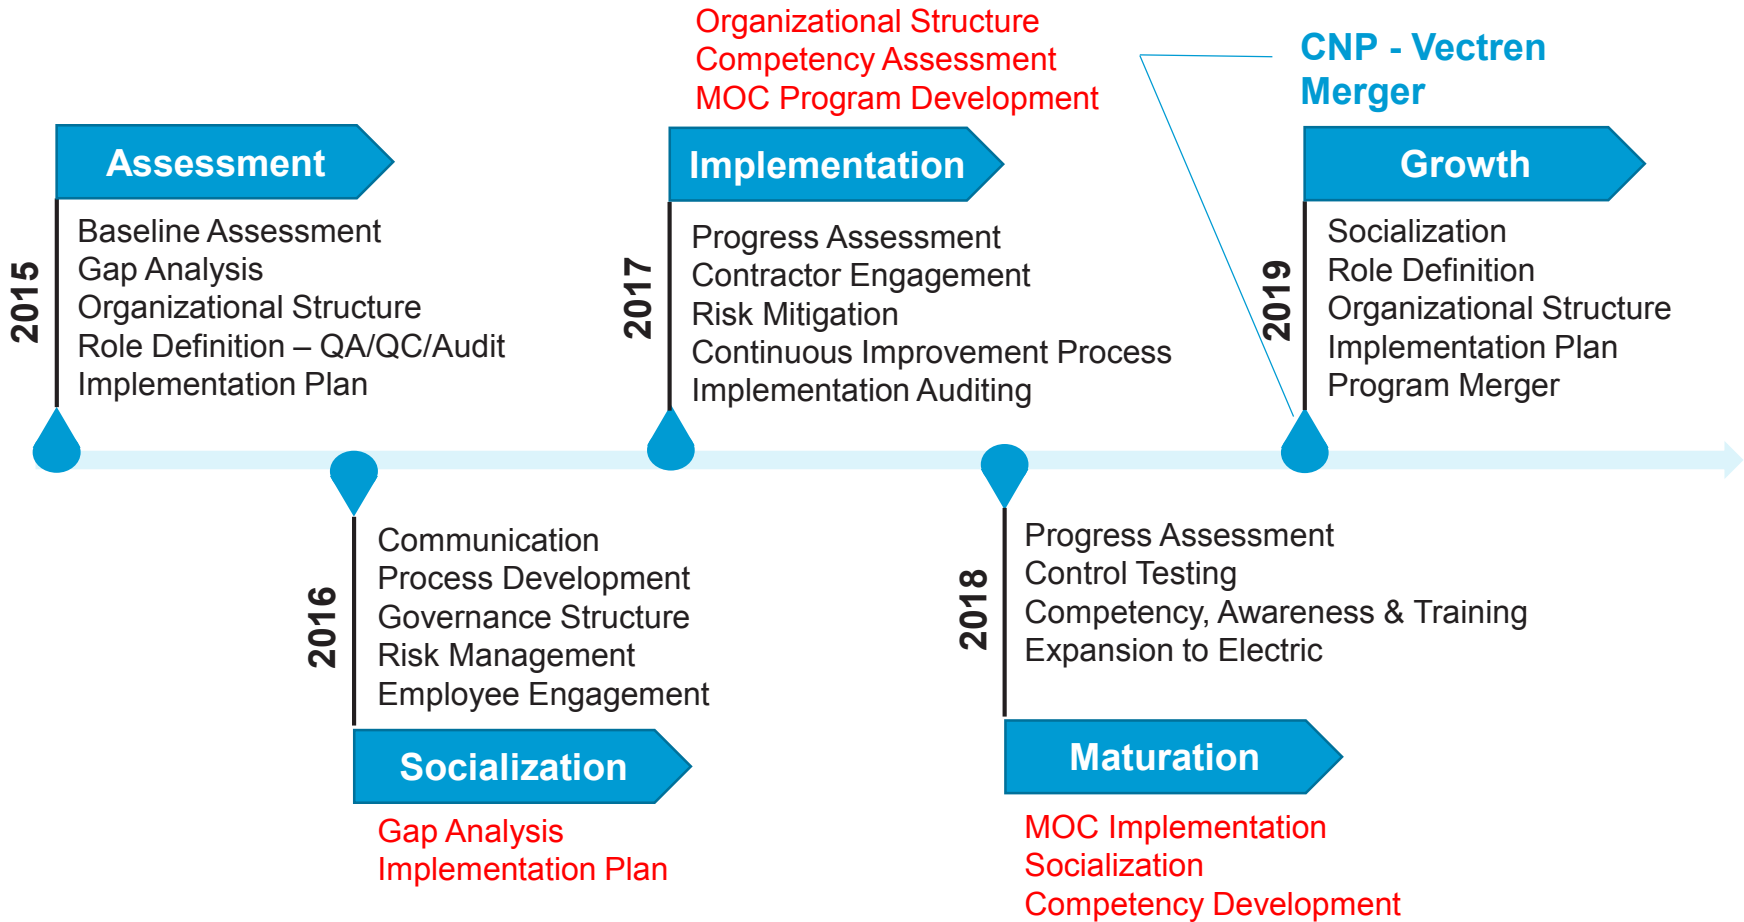 Organizational Structure
Competency Assessment
MOC Program Development
CNP - Vectren
Merger
Assessment
2015
Baseline Assessment
Gap Analysis
Organizational Structure
Role Definition – QA/QC/Audit
Implementation Plan
Implementation
2017
Progress Assessment
Contractor Engagement
Risk Mitigation
Continuous Improvement Process
Implementation Auditing
Growth
2019
Socialization
Role Definition
Organizational Structure
Implementation Plan
Program Merger
2016
Communication
Process Development
Governance Structure
Risk Management
Employee Engagement
Socialization
Gap Analysis
Implementation Plan
2018
Progress Assessment
Control Testing
Competency, Awareness & Training
Expansion to Electric
Maturation
MOC Implementation
Socialization
Competency Development